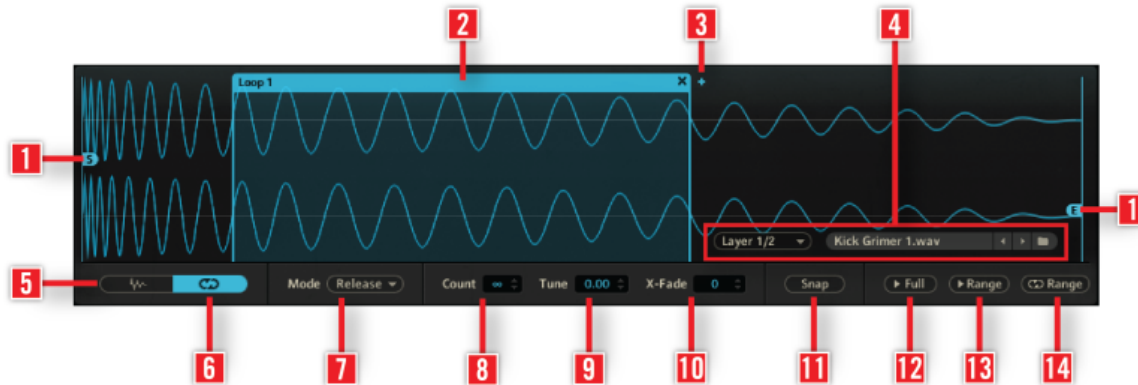 2 3 4
Loop 1
1 S
E 1
Layer 1/2 Kick Grimer 1.wav
5 Mode Release Count ∞ Tune 0.00 X-Fade 0 Snap Full Range Range
6 7 8 9 10 11 12 13 14